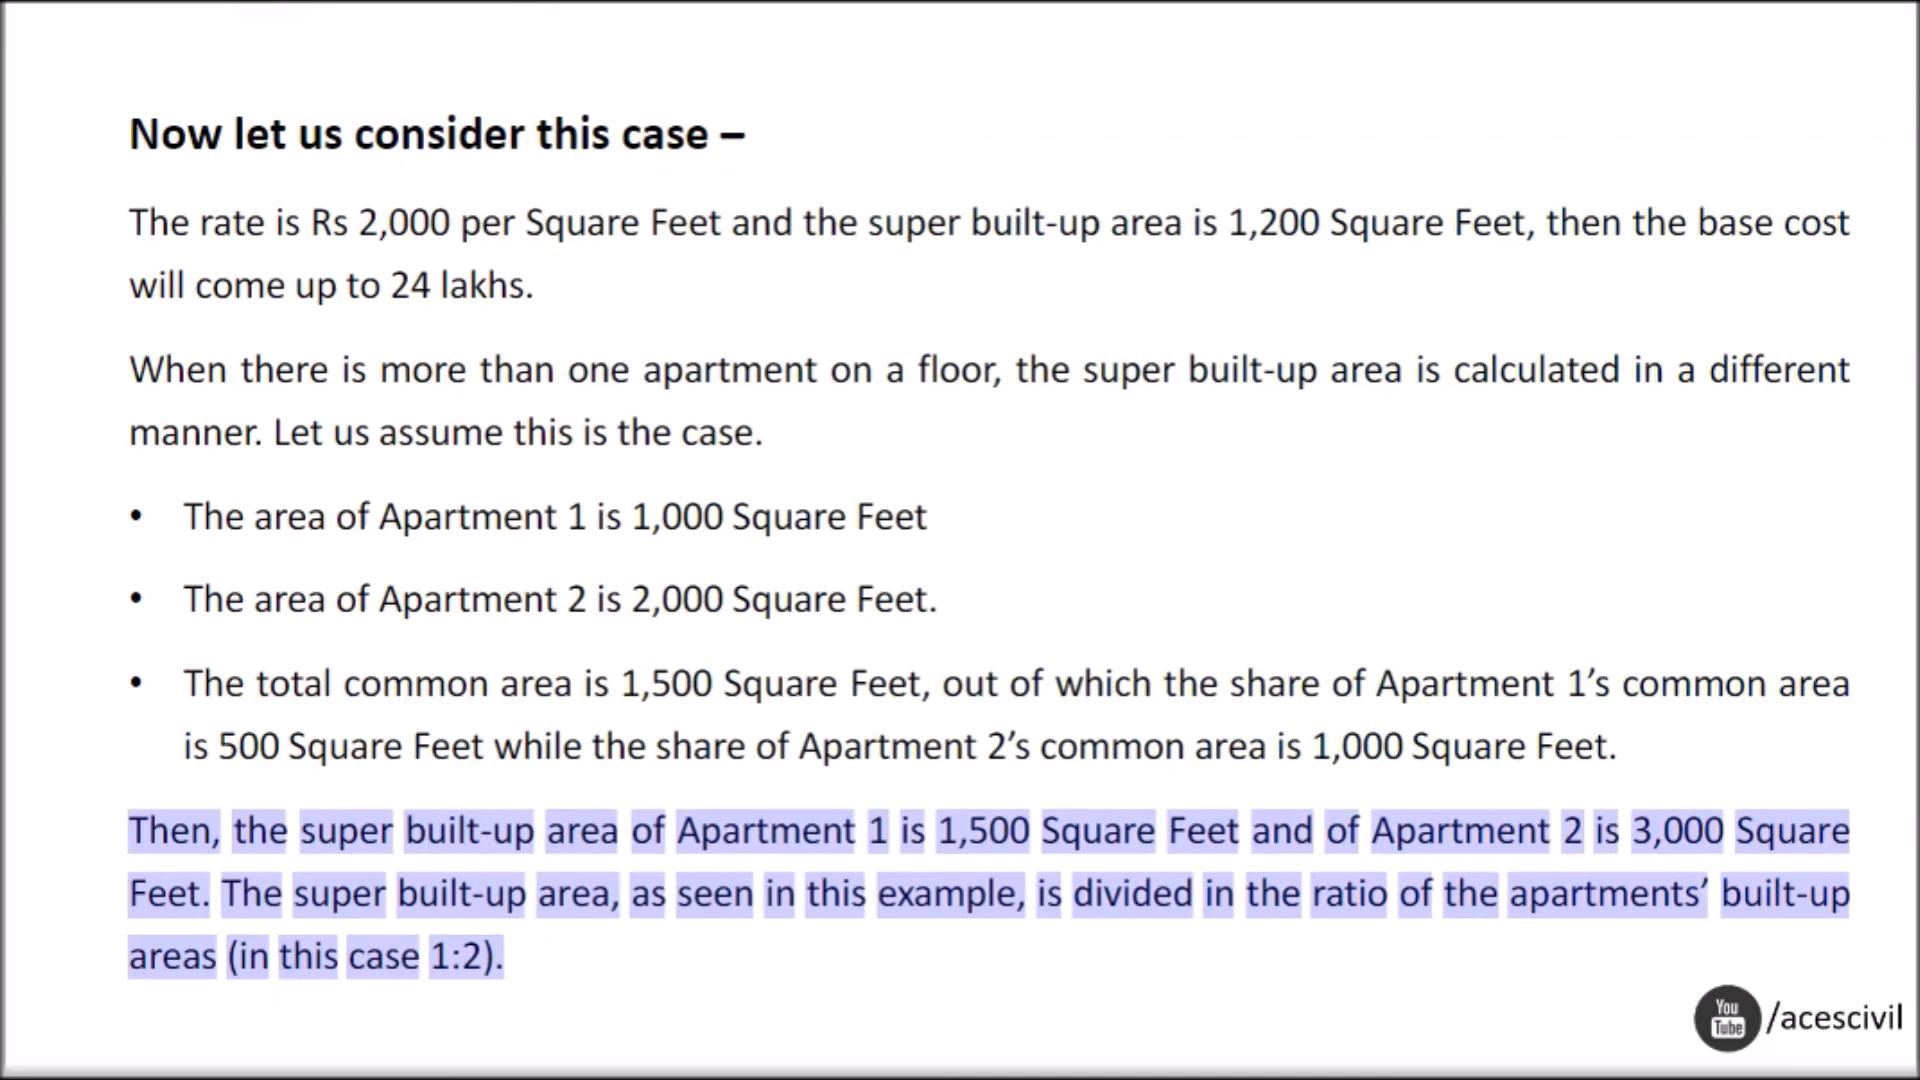 Now let us consider this case –
The rate is Rs 2,000 per Square Feet and the super built-up area is 1,200 Square Feet, then the base cost
will come up to 24 lakhs.
When there is more than one apartment on a floor, the super built-up area is calculated in a different
manner. Let us assume this is the case.
• The area of Apartment 1 is 1,000 Square Feet
• The area of Apartment 2 is 2,000 Square Feet.
• The total common area is 1,500 Square Feet, out of which the share of Apartment 1’s common area
is 500 Square Feet while the share of Apartment 2’s common area is 1,000 Square Feet.
Then, the super built-up area of Apartment 1 is 1,500 Square Feet and of Apartment 2 is 3,000 Square
Feet. The super built-up area, as seen in this example, is divided in the ratio of the apartments’ built-up
areas (in this case 1:2).
You
Tube
/acescivil